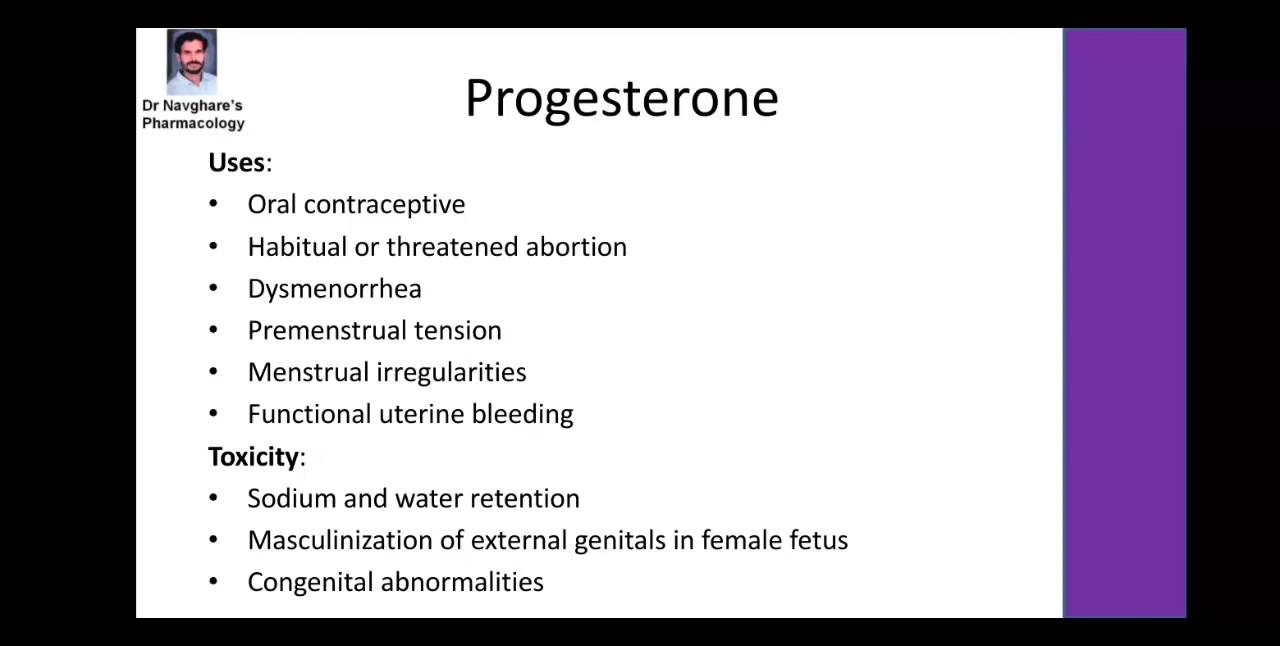 Dr Navghare's
Pharmacology
Progesterone
Uses:
• Oral contraceptive
• Habitual or threatened abortion
• Dysmenorrhea
• Premenstrual tension
• Menstrual irregularities
• Functional uterine bleeding
Toxicity:
• Sodium and water retention
• Masculinization of external genitals in female fetus
• Congenital abnormalities